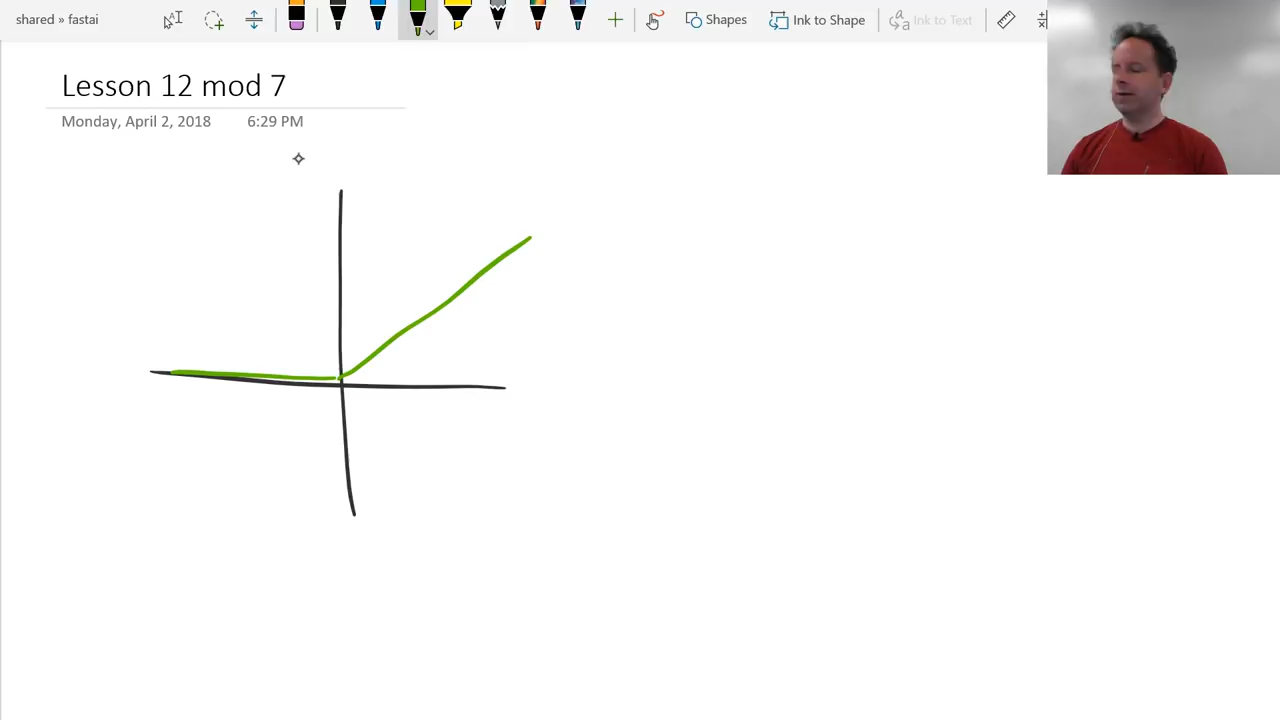 shared » fastai
Shapes
Ink to Shape
Ink to Text
Lesson 12 mod 7
Monday, April 2, 2018 6:29 PM